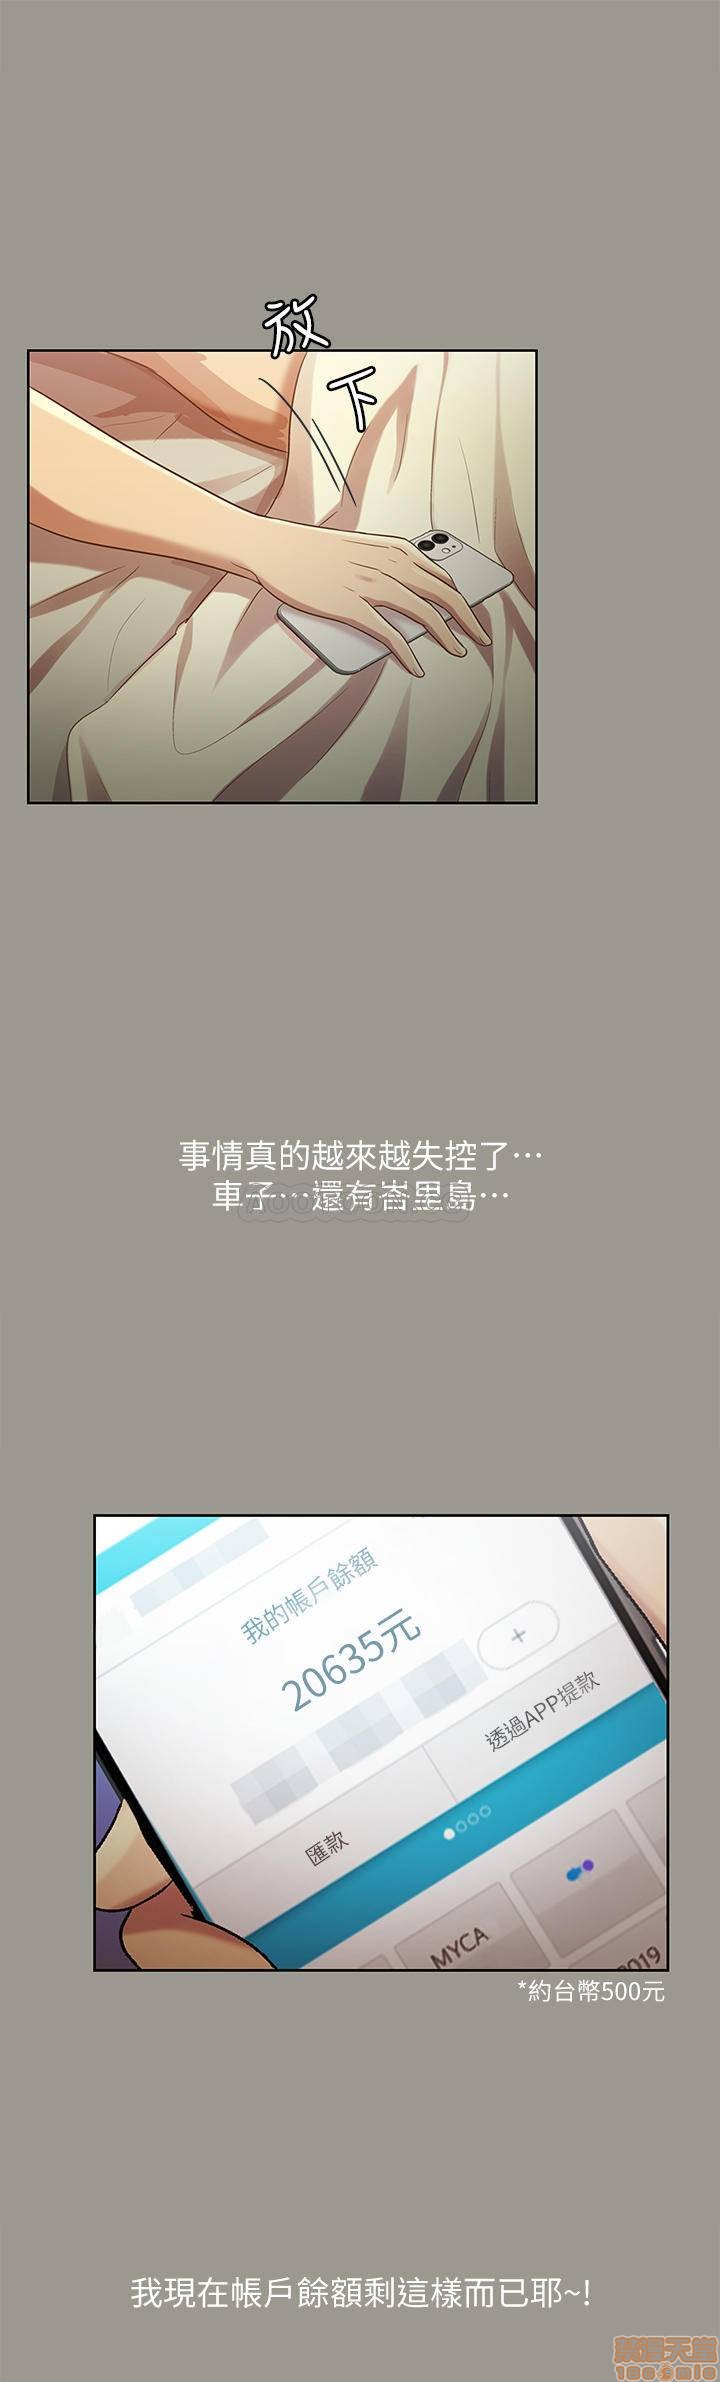 放
下
事情真的越來越失控了⋯
車子⋯還有峇里島⋯
我的帳戶餘額
20635元
+
透過APP提款
匯款
MYCA
2019
*約台幣500元
我現在帳戶餘額剩這樣而已耶~!